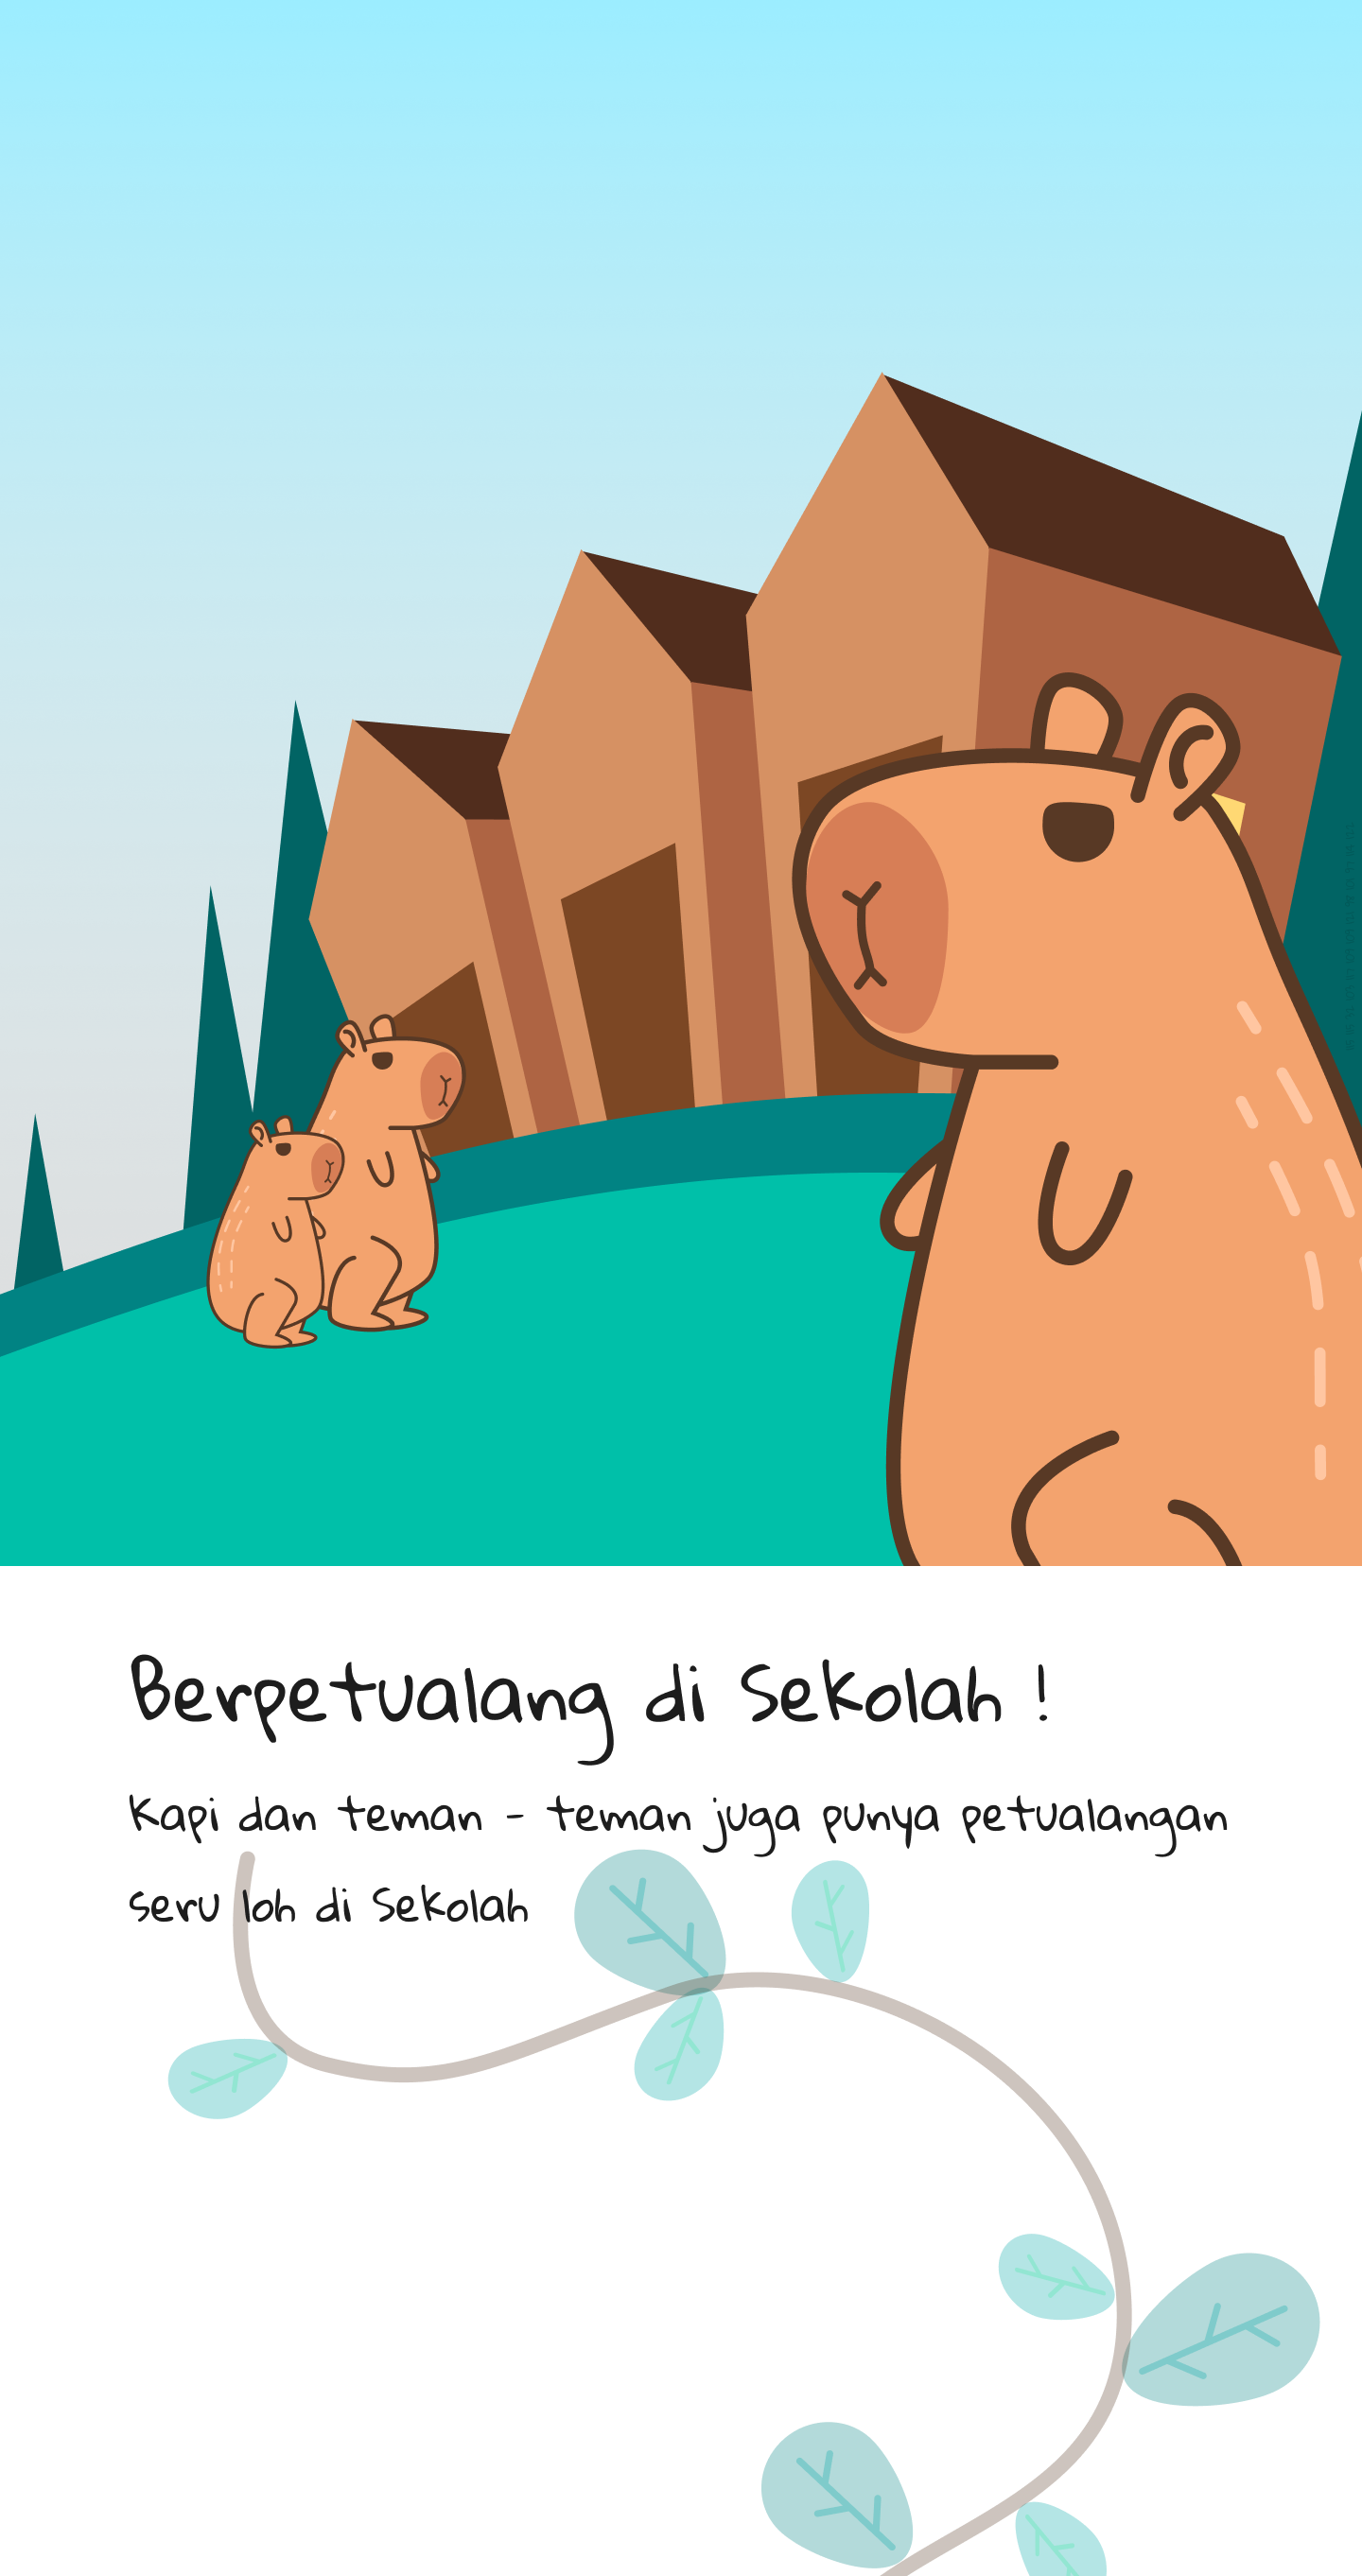 Berpetualang di Sekolah !
Kapi dan teman - teman juga punya petualangan
seru loh di Sekolah